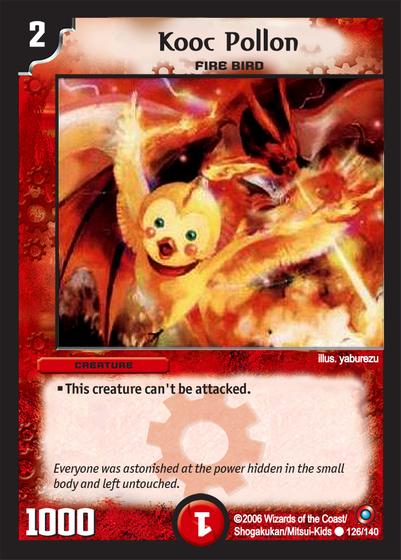 2
Kooc Pollon
FIRE BIRD
illus. yaburezu
CREATURE
▪ This creature can't be attacked.
Everyone was astonished at the power hidden in the small
body and left untouched.
1000
1
©2006 Wizards of the Coast/
Shogakukan/Mitsui-Kids ● 126/140